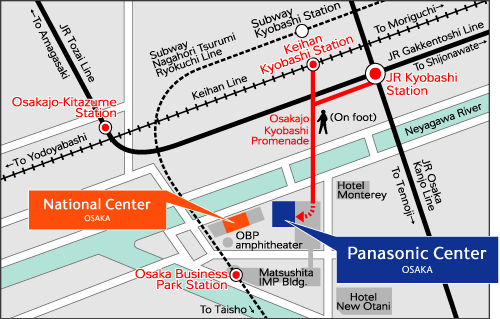 Subway
Kyobashi Station
JR Tozai Line
←To Amagasaki
Subway
Nagahori Tsurumi
Ryokuchi Line
Keihan
Kyobashi Station
To Moriguchi→
JR Gakkentoshi Line
To Shijonawate→
Keihan Line
JR Kyobashi
Station
Osakajo-Kitazume
Station
Osakajo
Kyobashi
Promenade
(On foot)
Neyagawa River
←To Yodoyabashi
JR Osaka
Kanjo Line
To Tennoji→
Hotel
Monterey
National Center
OSAKA
OBP
amphitheater
Panasonic Center
OSAKA
Osaka Business
Park Station
Matsushita
IMP Bldg.
Hotel
New Otani
To Taisho↘